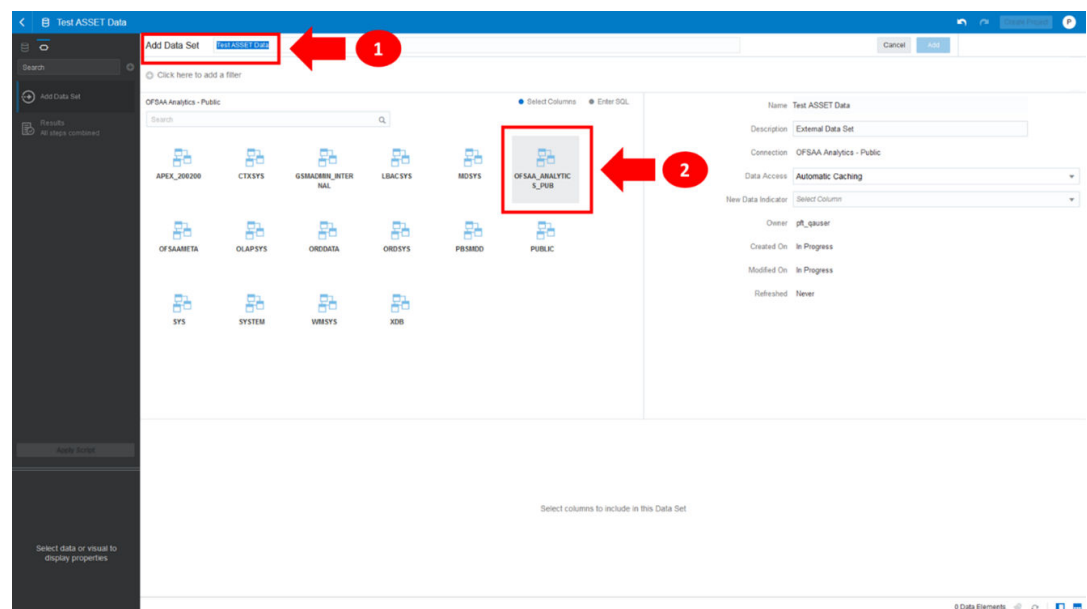 Test ASSET Data
Create Project
P
Search
Add Data Set
Results
All steps combined
Apply Script
Select data or visual to
display properties
Add Data Set Test ASSET Data
1
Cancel Add
Click here to add a filter
OFSAA Analytics - Public
Select Columns Enter SQL
Search
APEX_200200 CTXSYS GSMADMIN_INTER LBACSYS MDSYS OFSAA_ANALYTIC
NAL S_PUB
2
OFSAAMETA OLAPSYS ORDDATA ORDSYS PBSMDD PUBLIC
SYS SYSTEM WMSYS XDB
Name Test ASSET Data
Description External Data Set
Connection OFSAA Analytics - Public
Data Access Automatic Caching
New Data Indicator Select Column
Owner pft_qauser
Created On In Progress
Modified On In Progress
Refreshed Never
Select columns to include in this Data Set
0 Data Elements